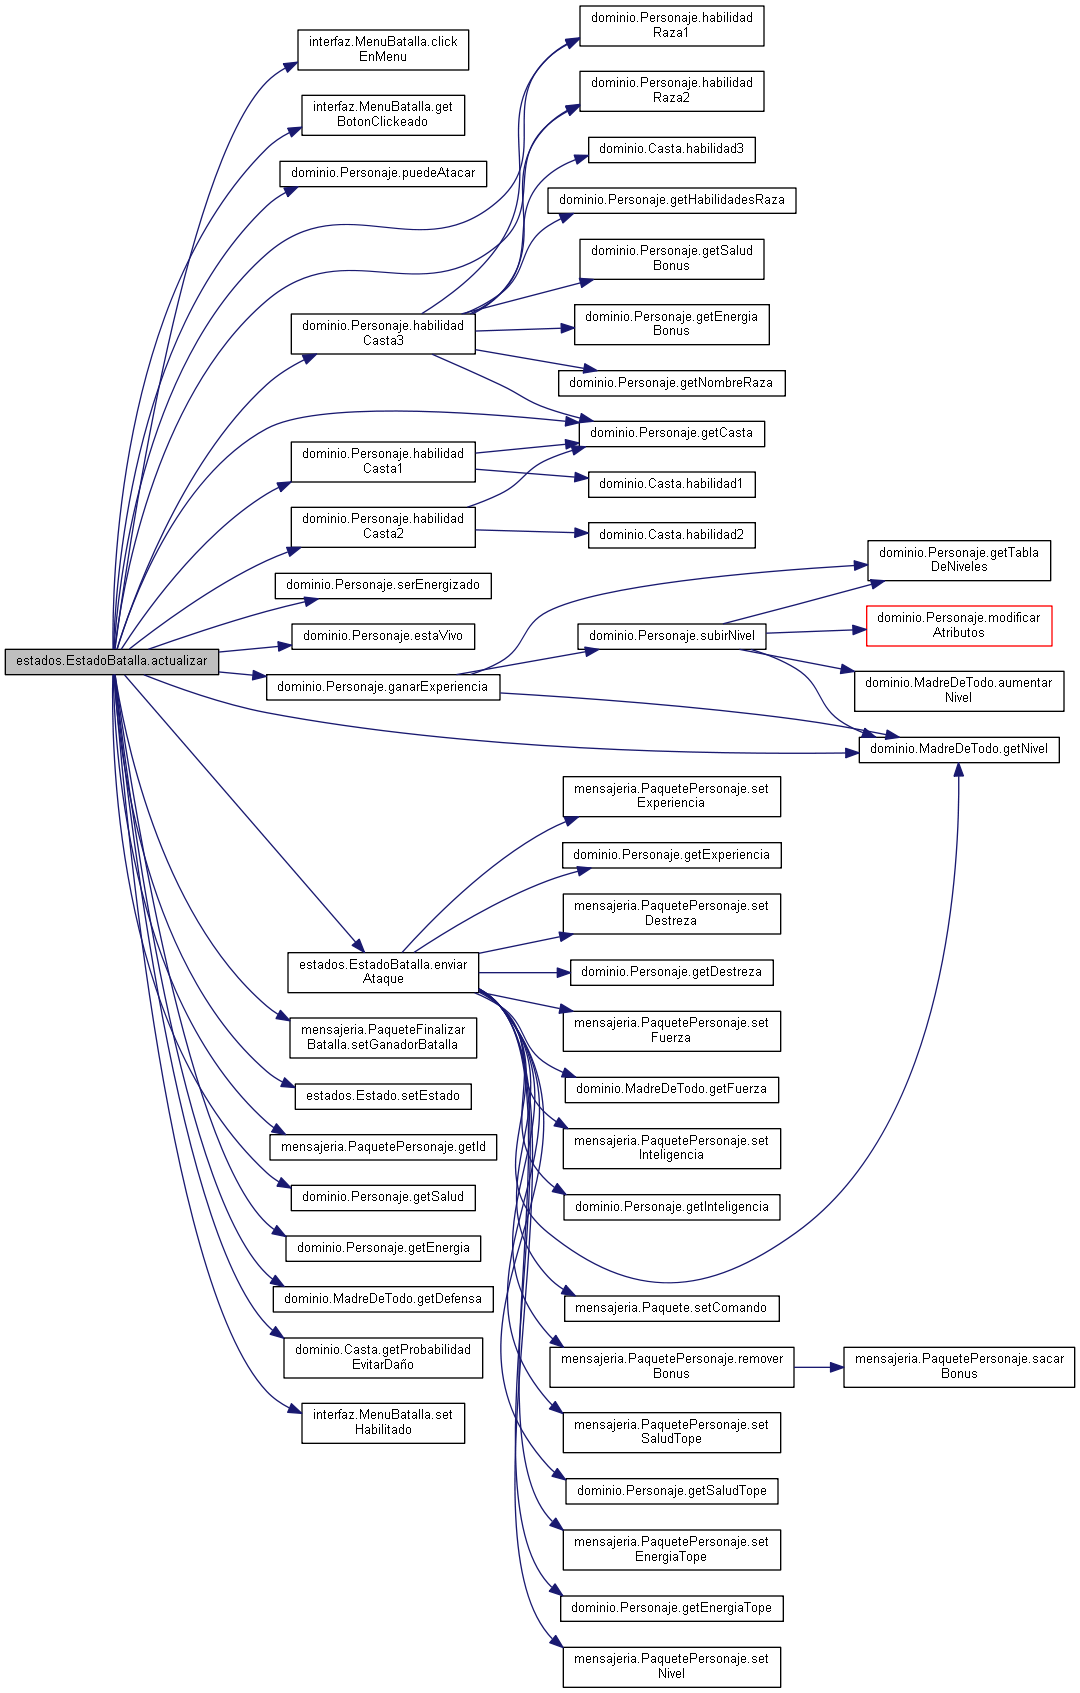 estados.EstadoBatalla.actualizar
interfaz.MenuBatalla.click
EnMenu
interfaz.MenuBatalla.get
BotonClickeado
dominio.Personaje.puedeAtacar
dominio.Personaje.habilidad
Casta3
dominio.Personaje.habilidad
Casta1
dominio.Personaje.habilidad
Casta2
dominio.Personaje.serEnergizado
dominio.Personaje.estaVivo
dominio.Personaje.ganarExperiencia
estados.EstadoBatalla.enviar
Ataque
mensajeria.PaqueteFinalizar
Batalla.setGanadorBatalla
estados.Estado.setEstado
mensajeria.PaquetePersonaje.getId
dominio.Personaje.getSalud
dominio.Personaje.getEnergia
dominio.MadreDeTodo.getDefensa
dominio.Casta.getProbabilidad
EvitarDaño
interfaz.MenuBatalla.set
Habilitado
dominio.Personaje.habilidad
Raza1
dominio.Personaje.habilidad
Raza2
dominio.Casta.habilidad3
dominio.Personaje.getHabilidadesRaza
dominio.Personaje.getSalud
Bonus
dominio.Personaje.getEnergia
Bonus
dominio.Personaje.getNombreRaza
dominio.Personaje.getCasta
dominio.Casta.habilidad1
dominio.Casta.habilidad2
dominio.Personaje.subirNivel
mensajeria.PaquetePersonaje.set
Experiencia
dominio.Personaje.getExperiencia
mensajeria.PaquetePersonaje.set
Destreza
dominio.Personaje.getDestreza
mensajeria.PaquetePersonaje.set
Fuerza
dominio.MadreDeTodo.getFuerza
mensajeria.PaquetePersonaje.set
Inteligencia
dominio.Personaje.getInteligencia
mensajeria.Paquete.setComando
mensajeria.PaquetePersonaje.remover
Bonus
mensajeria.PaquetePersonaje.set
SaludTope
dominio.Personaje.getSaludTope
mensajeria.PaquetePersonaje.set
EnergiaTope
dominio.Personaje.getEnergiaTope
mensajeria.PaquetePersonaje.set
Nivel
dominio.Personaje.getTabla
DeNiveles
dominio.Personaje.modificar
Atributos
dominio.MadreDeTodo.aumentar
Nivel
dominio.MadreDeTodo.getNivel
mensajeria.PaquetePersonaje.sacar
Bonus